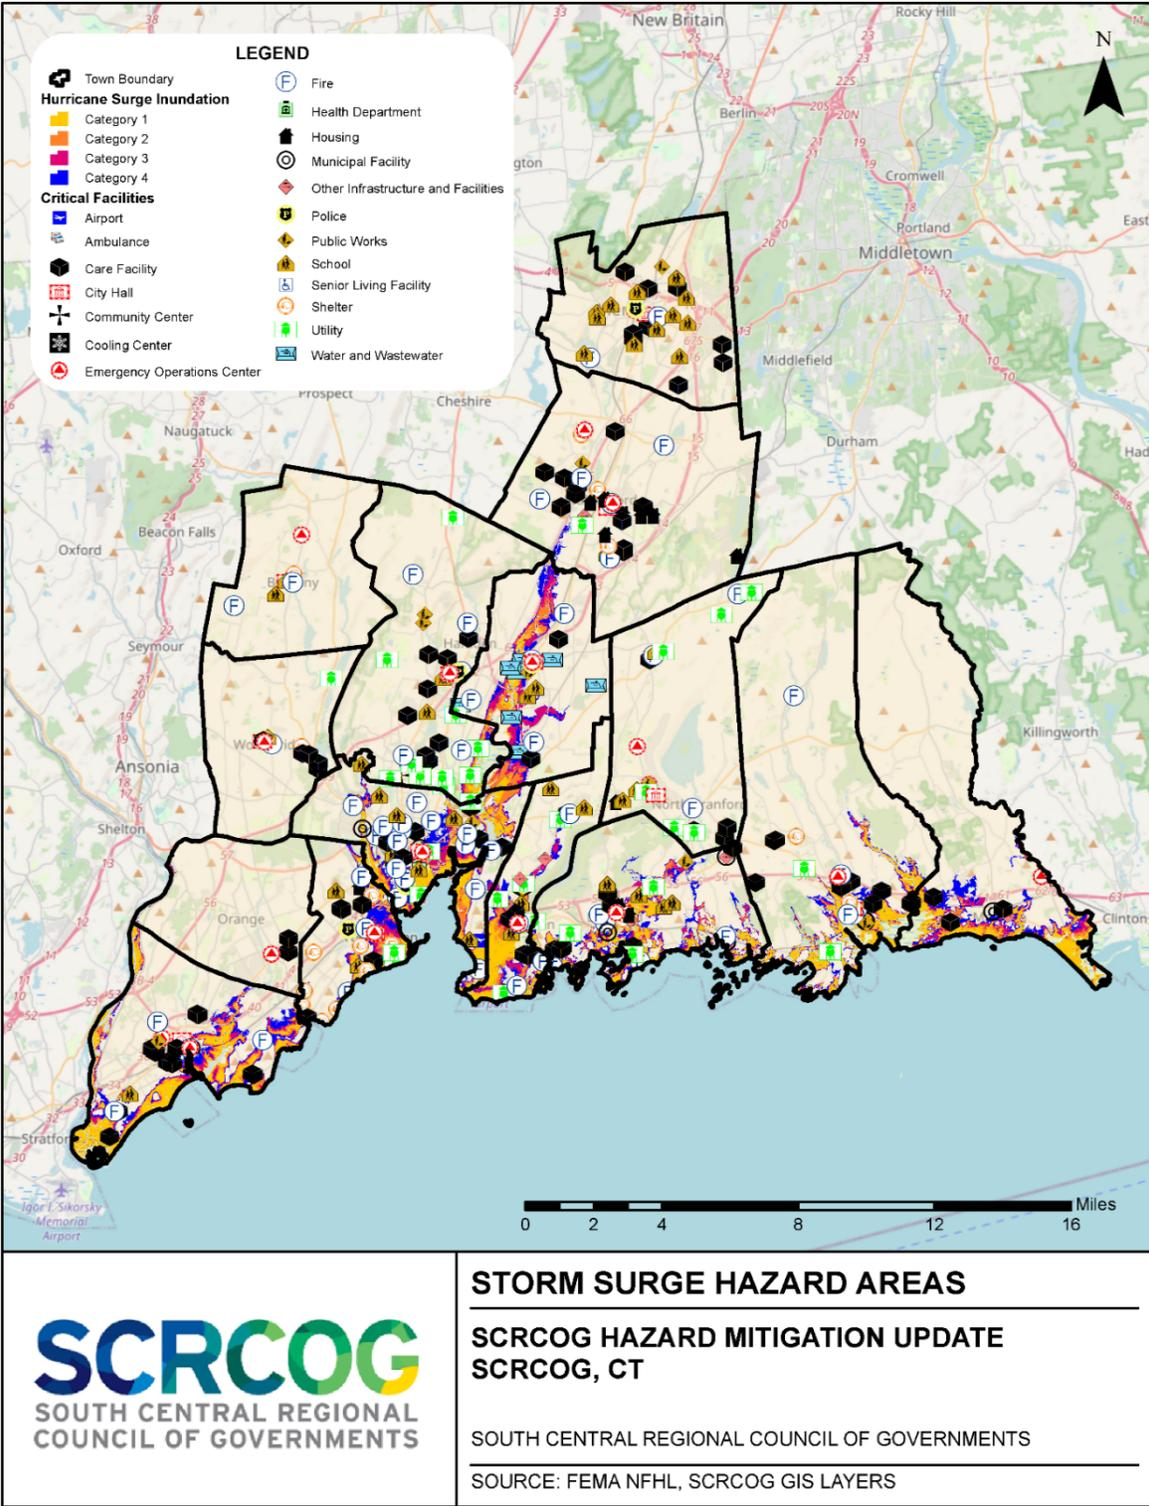 New Britain
Rocky Hill
Berlin
Cromwell
Portland
Middletown
Middlefield
Durham
Killingworth
Clinton
Prospect
Cheshire
Naugatuck
Beacon Falls
Oxford
Seymour
Ansonia
Shelton
Orange
Stratford
Igor I. Sikorsky
Memorial
Airport
N
LEGEND
Town Boundary
Hurricane Surge Inundation
Category 1
Category 2
Category 3
Category 4
Critical Facilities
Airport
Ambulance
Care Facility
City Hall
Community Center
Cooling Center
Emergency Operations Center
Fire
Health Department
Housing
Municipal Facility
Other Infrastructure and Facilities
Police
Public Works
School
Senior Living Facility
Shelter
Utility
Water and Wastewater
0 2 4 8 12 16 Miles
SCRCOG
SOUTH CENTRAL REGIONAL
COUNCIL OF GOVERNMENTS
STORM SURGE HAZARD AREAS
SCRCOG HAZARD MITIGATION UPDATE
SCRCOG, CT
SOUTH CENTRAL REGIONAL COUNCIL OF GOVERNMENTS
SOURCE: FEMA NFHL, SCRCOG GIS LAYERS